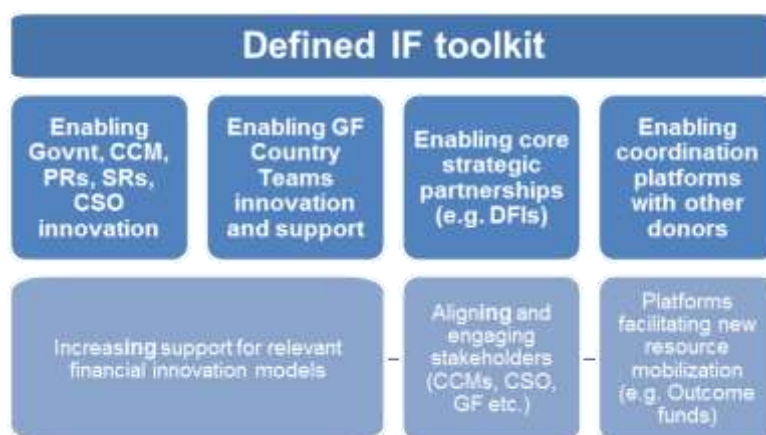 Defined IF toolkit
Enabling
Govnt, CCM,
PRs, SRs,
CSO
innovation
Enabling GF
Country
Teams
innovation
and support
Enabling core
strategic
partnerships
(e.g. DFIs)
Enabling
coordination
platforms
with other
donors
Increasing support for relevant
financial innovation models
–
Aligning and
engaging
stakeholders
(CCMs, CSO,
GF etc.)
–
Platforms
facilitating new
resource
mobilization
(e.g. Outcome
funds)